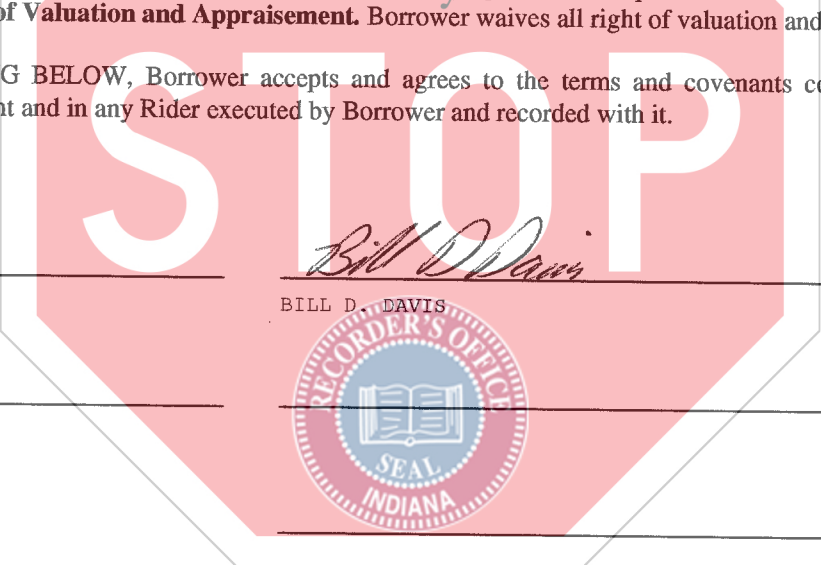 of Valuation and Appraisement. Borrower waives all right of valuation and
G BELOW, Borrower accepts and agrees to the terms and covenants co
nt and in any Rider executed by Borrower and recorded with it.
STOP
Bill D Davis
BILL D. DAVIS
RECORDER'S OFFICE
SEAL
INDIANA